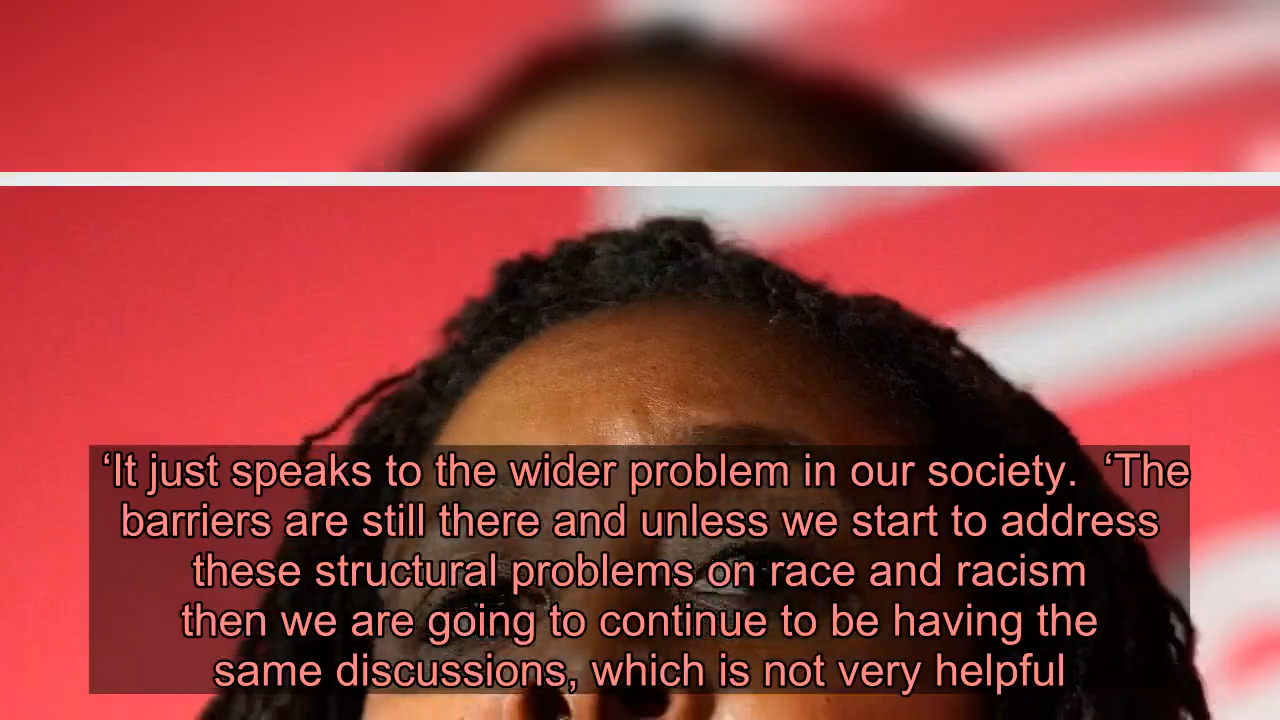 ‘It just speaks to the wider problem in our society.   ‘The
barriers are still there and unless we start to address
these structural problems on race and racism
then we are going to continue to be having the
same discussions, which is not very helpful